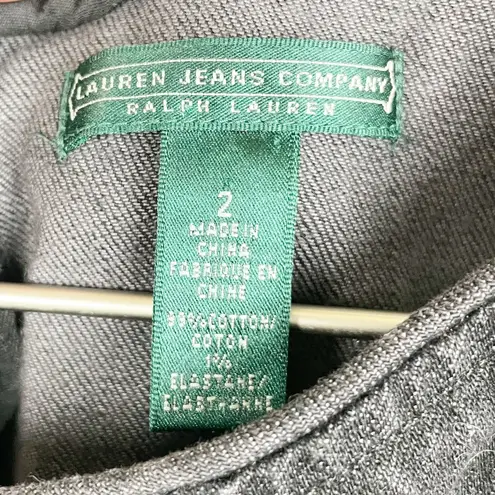 LAUREN JEANS COMPANY
RALPH LAUREN
2
MADE IN
CHINA
FABRIQUE EN
CHINE
99% COTTON/
COTON
1%
ELASTANE/
ELASTHANNE